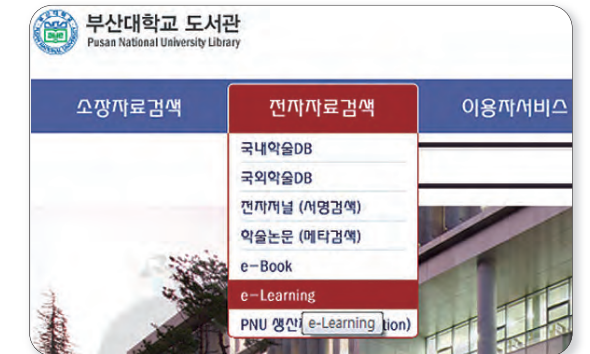 부산대학교 도서관
Pusan National University Library
소장자료검색 전자자료검색 이용자서비스
국내학술DB
국외학술DB
전자저널 (서명검색)
학술논문 (메타검색)
e-Book
e-Learning
PNU 생산 e-Learning tion)